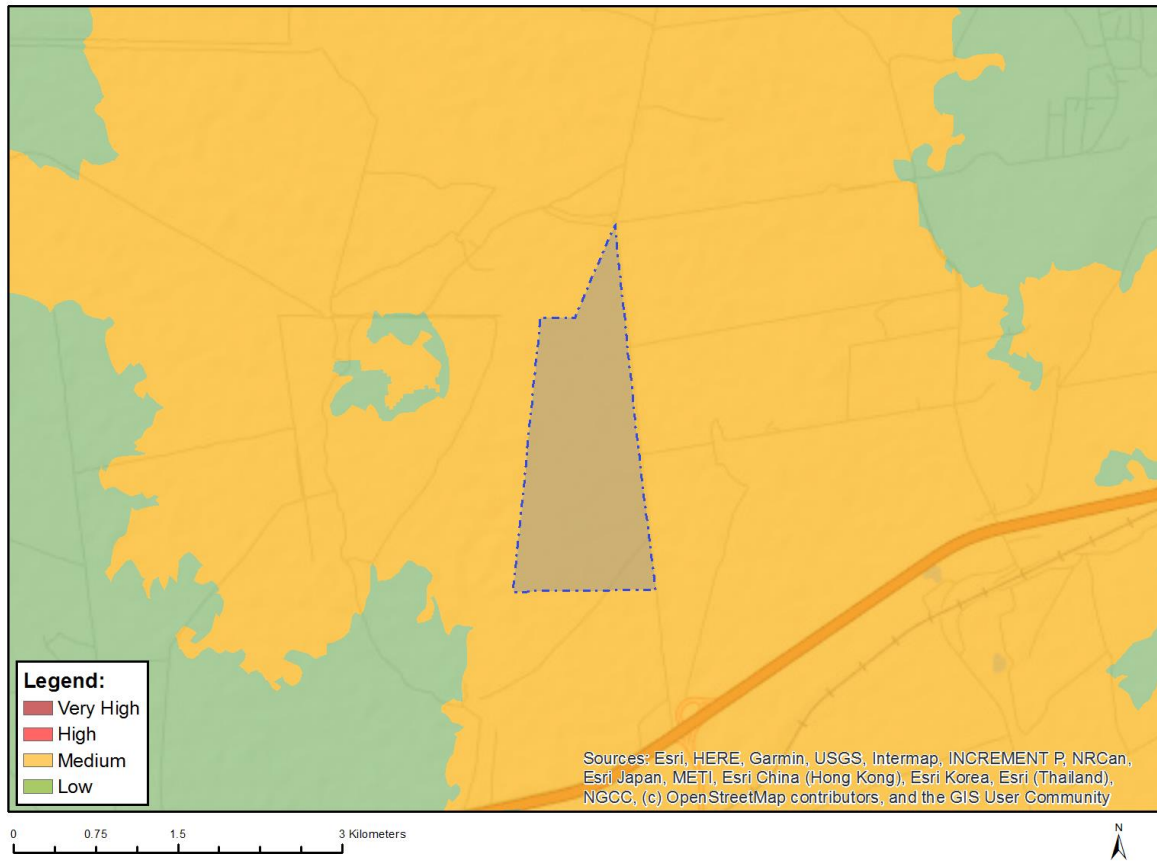 Legend:
Very High
High
Medium
Low
Sources: Esri, HERE, Garmin, USGS, Intermap, INCREMENT P, NRCan,
Esri Japan, METI, Esri China (Hong Kong), Esri Korea, Esri (Thailand),
NGCC, (c) OpenStreetMap contributors, and the GIS User Community
0 0.75 1.5 3 Kilometers
N